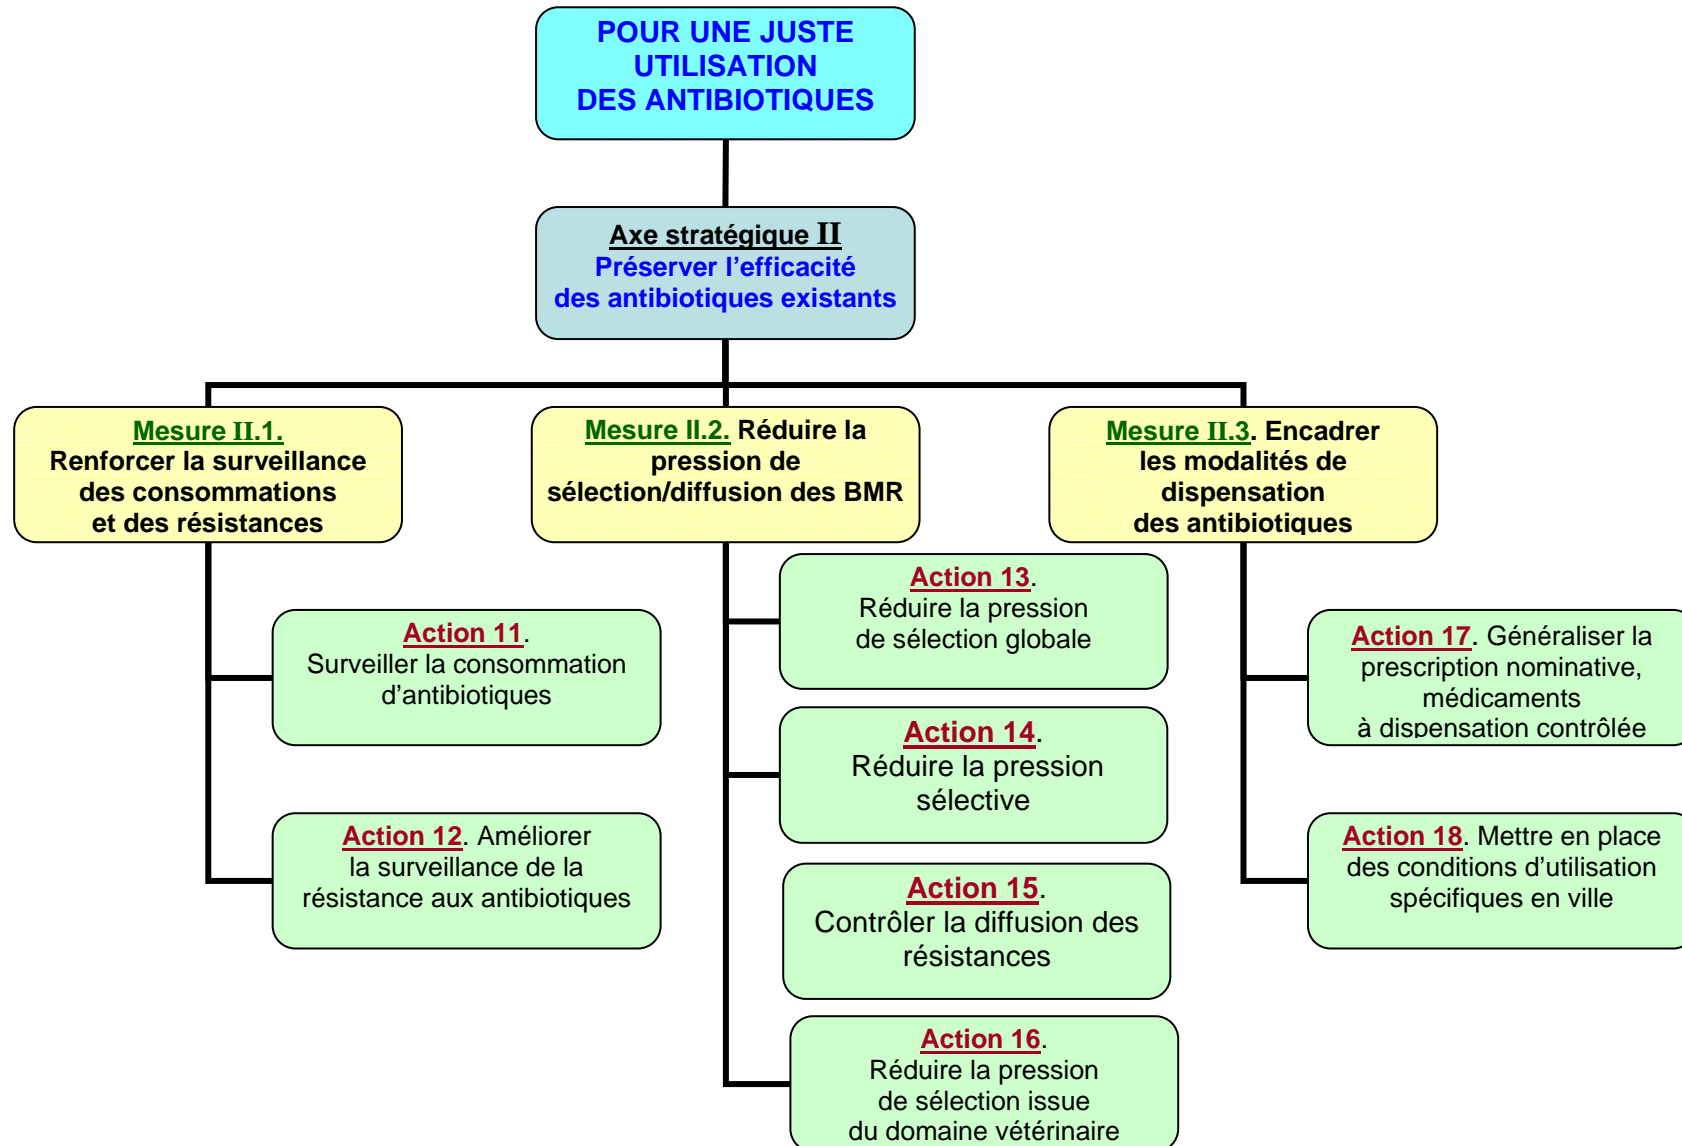 POUR UNE JUSTE
UTILISATION
DES ANTIBIOTIQUES
Axe stratégique II
Préserver l’efficacité
des antibiotiques existants
Mesure II.1.
Renforcer la surveillance
des consommations
et des résistances
Mesure II.2. Réduire la
pression de
sélection/diffusion des BMR
Mesure II.3. Encadrer
les modalités de
dispensation
des antibiotiques
Action 11.
Surveiller la consommation
d’antibiotiques
Action 12. Améliorer
la surveillance de la
résistance aux antibiotiques
Action 13.
Réduire la pression
de sélection globale
Action 14.
Réduire la pression
sélective
Action 15.
Contrôler la diffusion des
résistances
Action 16.
Réduire la pression
de sélection issue
du domaine vétérinaire
Action 17. Généraliser la
prescription nominative,
médicaments
à dispensation contrôlée
Action 18. Mettre en place
des conditions d’utilisation
spécifiques en ville